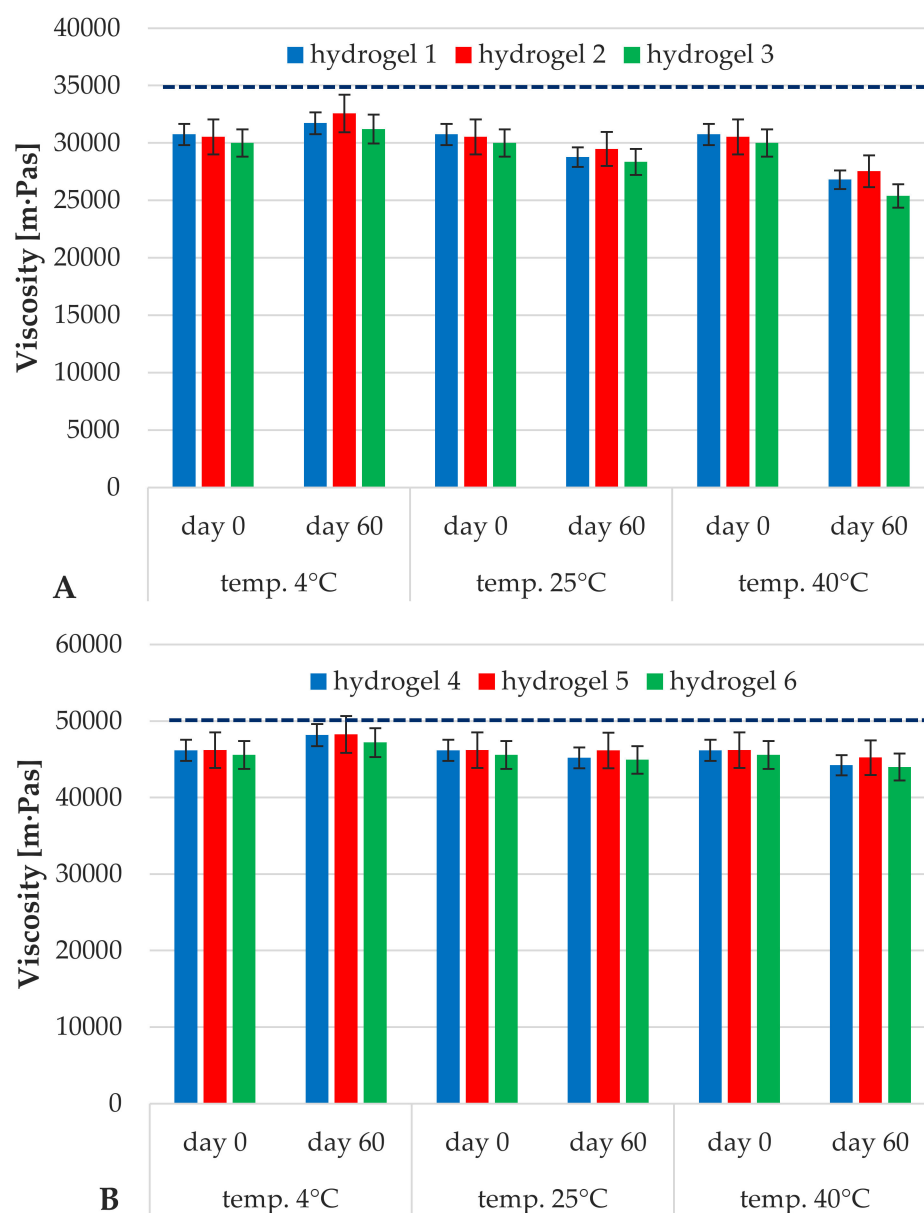 40000
hydrogel 1 hydrogel 2 hydrogel 3
35000
30000
25000
20000
15000
10000
5000
0
Viscosity [m·Pas]
day 0 day 60 day 0 day 60 day 0 day 60
temp. 4°C temp. 25°C temp. 40°C
A
60000
hydrogel 4 hydrogel 5 hydrogel 6
50000
40000
30000
20000
10000
0
Viscosity [m·Pas]
day 0 day 60 day 0 day 60 day 0 day 60
temp. 4°C temp. 25°C temp. 40°C
B